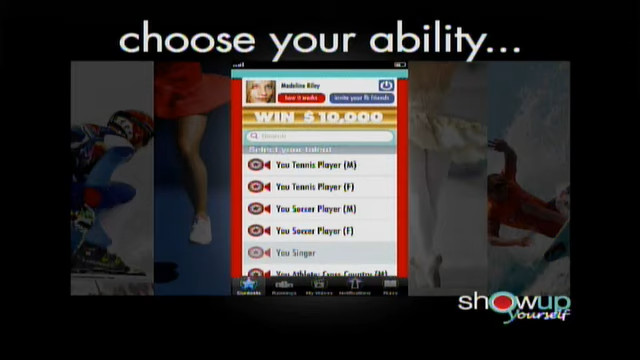 choose your ability...
Madeline Riley
how it works
invite your fb friends
WIN $10,000
Search
Select your talent
You Tennis Player (M)
You Tennis Player (F)
You Soccer Player (M)
You Soccer Player (F)
You Singer
You Athlete: Cross Country (M)
Contests
My Videos
Notifications
showup
yourself